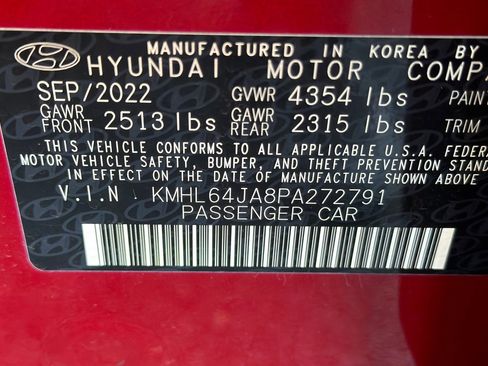 MANUFACTURED IN KOREA BY
HYUNDAI MOTOR COMPA
SEP/2022 GVWR 4354 lbs PAIN
GAWR FRONT 2513 lbs GAWR REAR 2315 lbs TRIM
THIS VEHICLE CONFORMS TO ALL APPLICABLE U.S.A. FEDERA
MOTOR VEHICLE SAFETY, BUMPER, AND THEFT PREVENTION STAND
IN EFFECT ON THE DATE OF MANUFACTURE SHOWN ABOVE
V.I.N KMHL64JA8PA272791
PASSENGER CAR